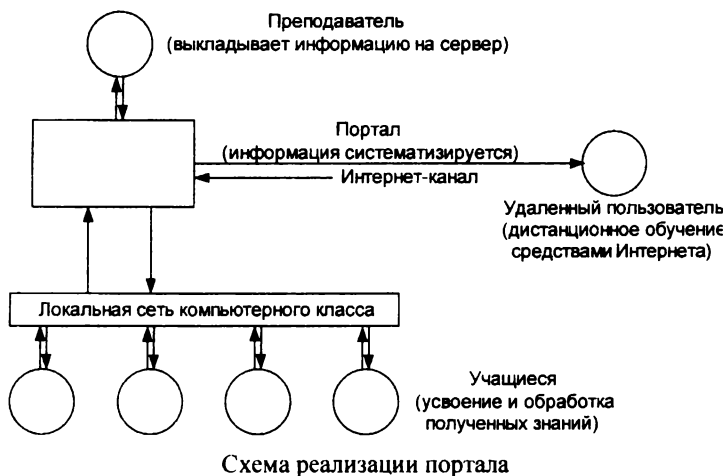 Преподаватель
(выкладывает информацию на сервер)
Портал
(информация систематизируется)
Интернет-канал
Удаленный пользователь
(дистанционное обучение
средствами Интернета)
Локальная сеть компьютерного класса
Учащиеся
(усвоение и обработка
полученных знаний)
Схема реализации портала